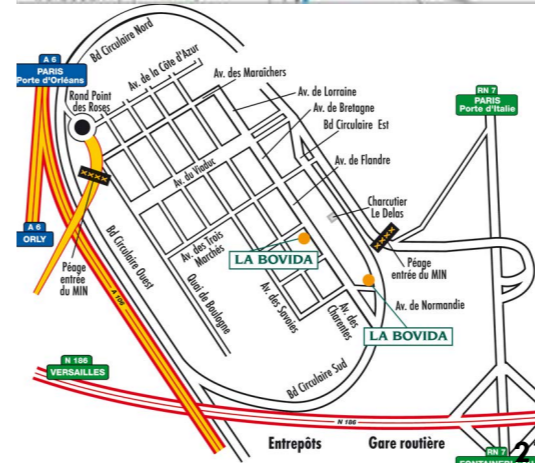 Bd Circulaire Nord
A 6
PARIS
Porte d'Orléans
Rond Point
des Roses
Av. de la Côte d'Azur
Av. des Maraîchers
Av. de Lorraine
Av. de Bretagne
Bd Circulaire Est
RN 7
PARIS
Porte d'Italie
Av. du Viaduc
Av. de Flandre
Charcutier
Le Delas
××××
××××
A 6
ORLY
Péage
entrée
du MIN
Bd Circulaire Ouest
Av. des Trois
Marchés
LA BOVIDA
Péage
entrée du MIN
Quai de Boulogne
Av. des Savoies
Av. des
Charentes
Av. de Normandie
LA BOVIDA
A 106
N 186
VERSAILLES
Bd Circulaire Sud
N 186
Entrepôts
Gare routière
RN 7
2